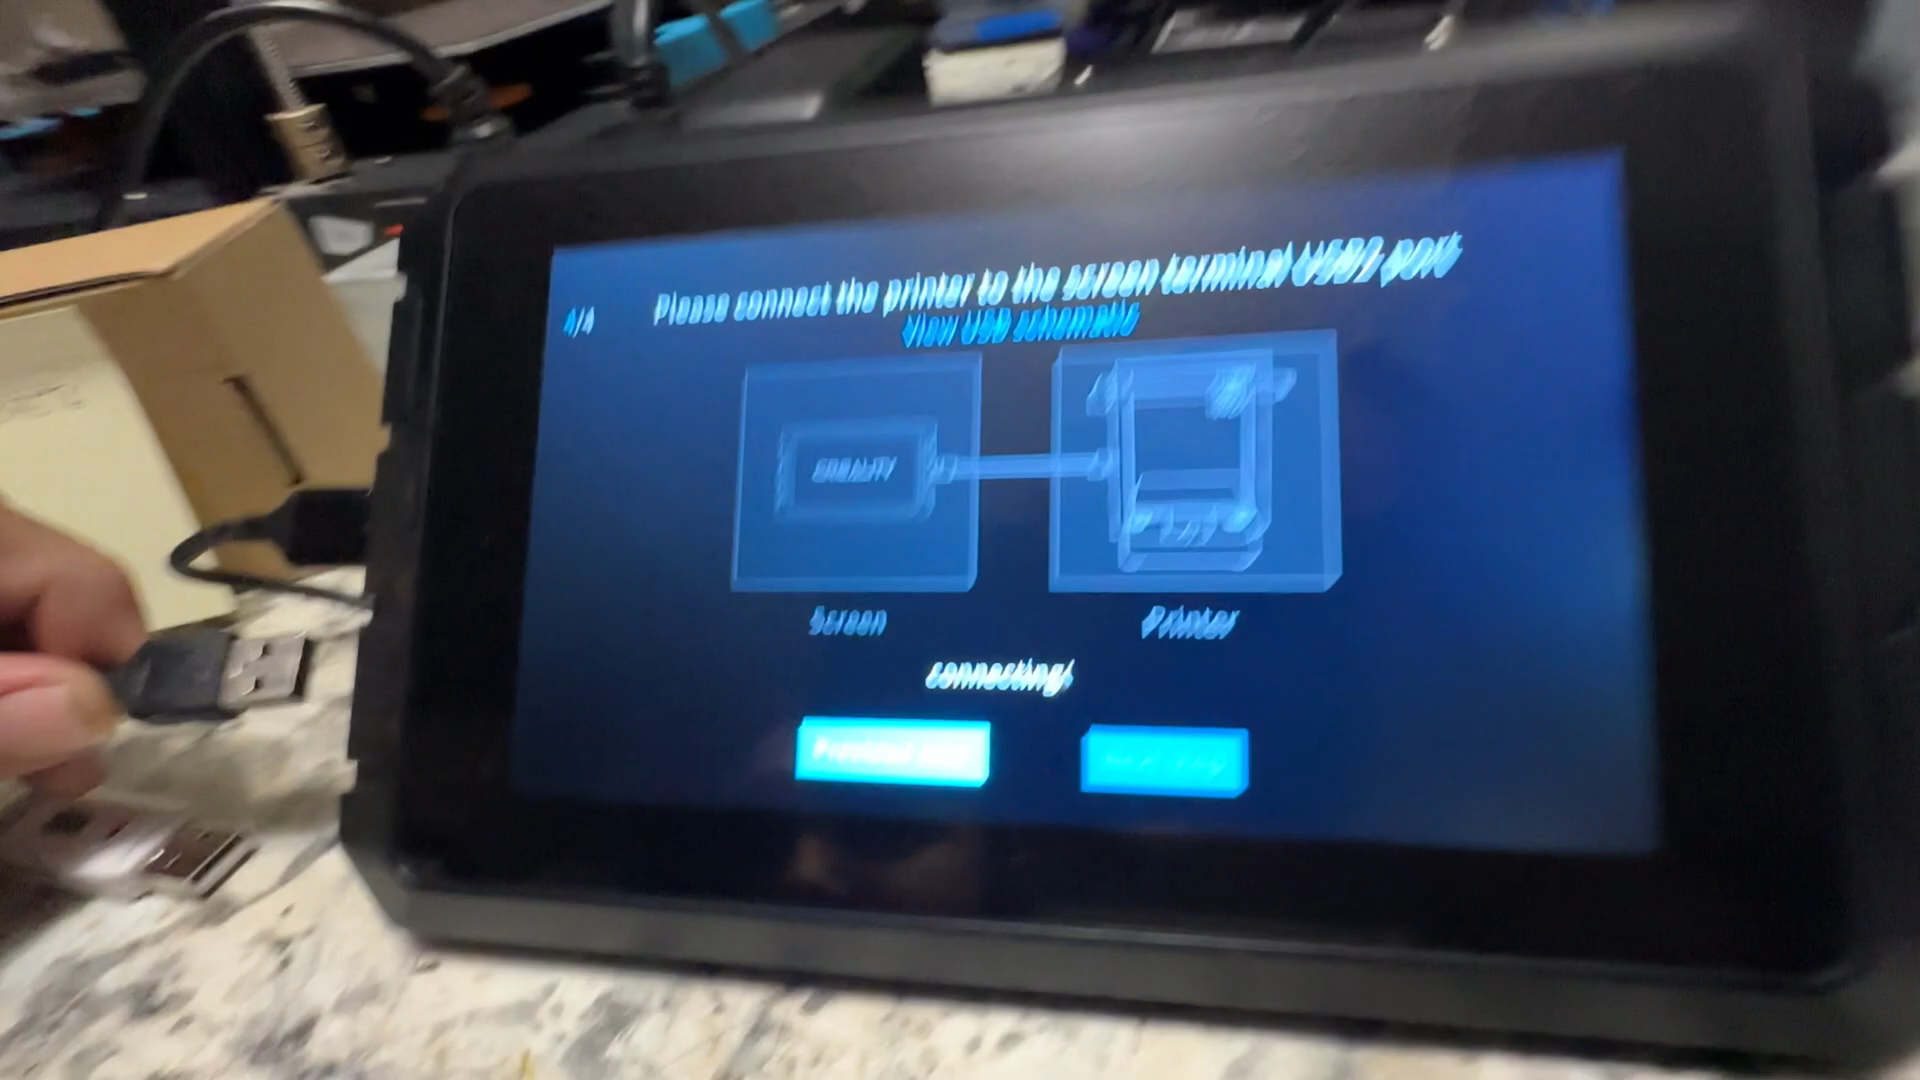 Please connect the printer to the screen terminal USB2 port
4/4
View USB schematic
CREALITY
Screen
Printer
connecting
Previous